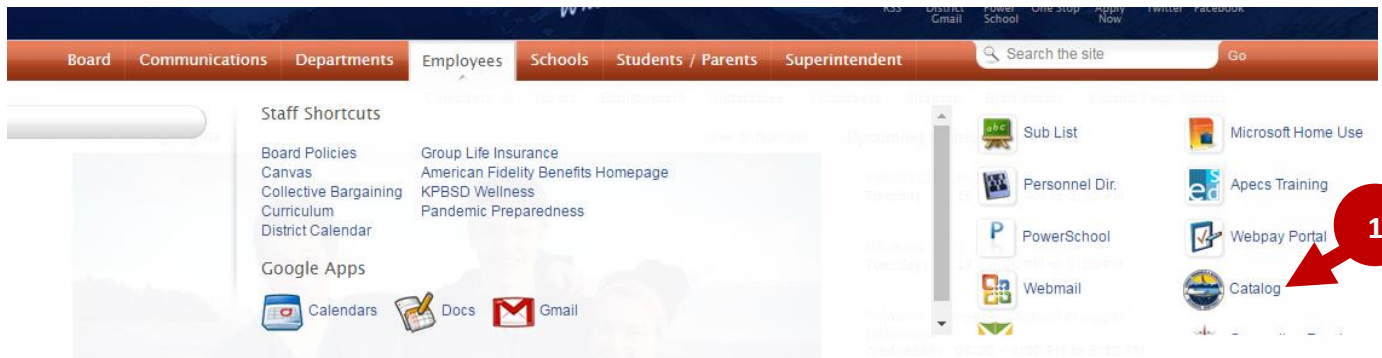 RSS District Gmail Power School One Stop Apply Now Twitter Facebook
Board Communications Departments Employees Schools Students / Parents Superintendent Search the site Go
Staff Shortcuts
Board Policies
Canvas
Collective Bargaining
Curriculum
District Calendar
Group Life Insurance
American Fidelity Benefits Homepage
KPBSD Wellness
Pandemic Preparedness
Google Apps
Calendars Docs Gmail
Sub List
Microsoft Home Use
Personnel Dir.
Apecs Training
PowerSchool
Webpay Portal
1
Webmail
Catalog